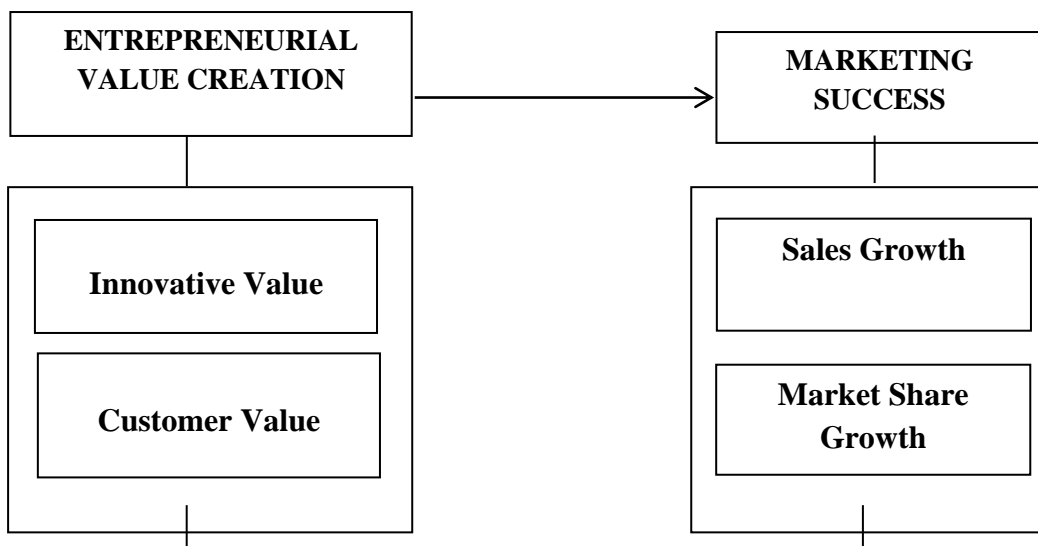 ENTREPRENEURIAL
VALUE CREATION
MARKETING
SUCCESS
Innovative Value
Customer Value
Sales Growth
Market Share
Growth